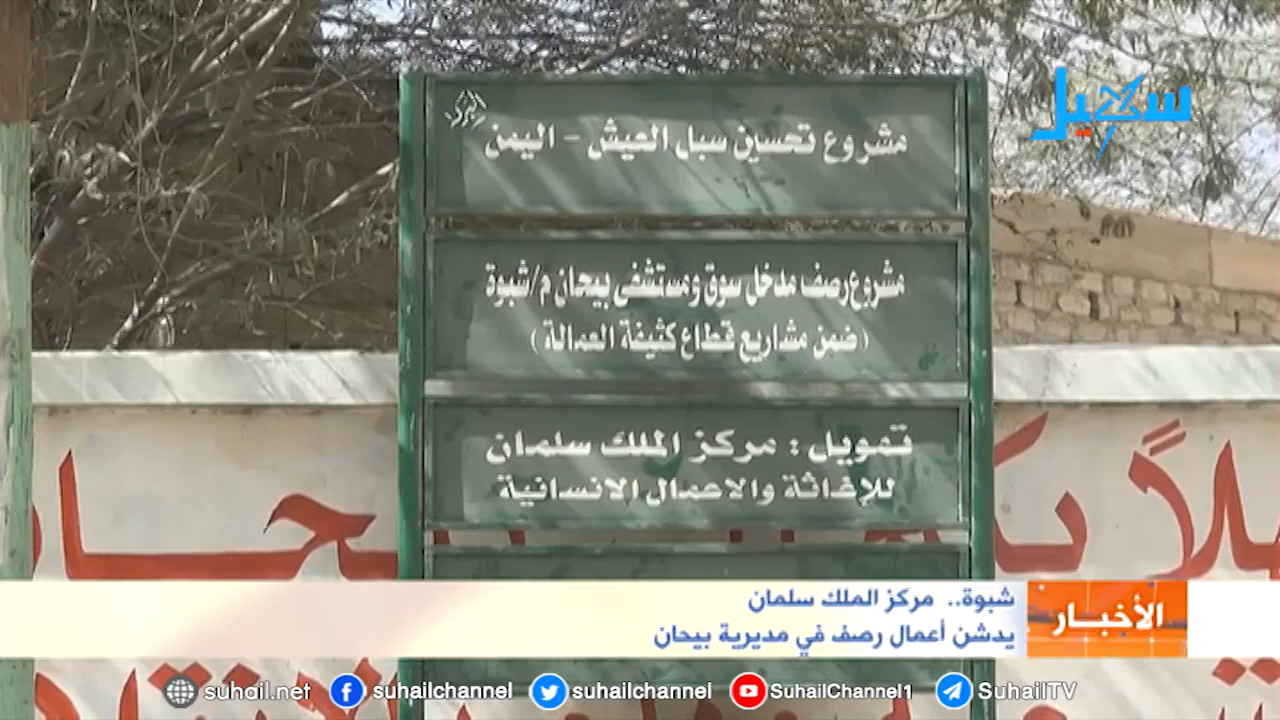 سهيل
مشروع تحسين سبل العيش - اليمن
مشروع رصف مدخل سوق ومستشفى بيحان م/شبوة
(ضمن مشاريع قطاع كثيفة العمالة)
تمويل : مركز الملك سلمان
للإغاثة والاعمال الانسانية
الأخبار
شبوة.. مركز الملك سلمان
يدشن أعمال رصف في مديرية بيحان
suhail.net
suhailchannel
suhailchannel
SuhailChannel1
SuhailTV